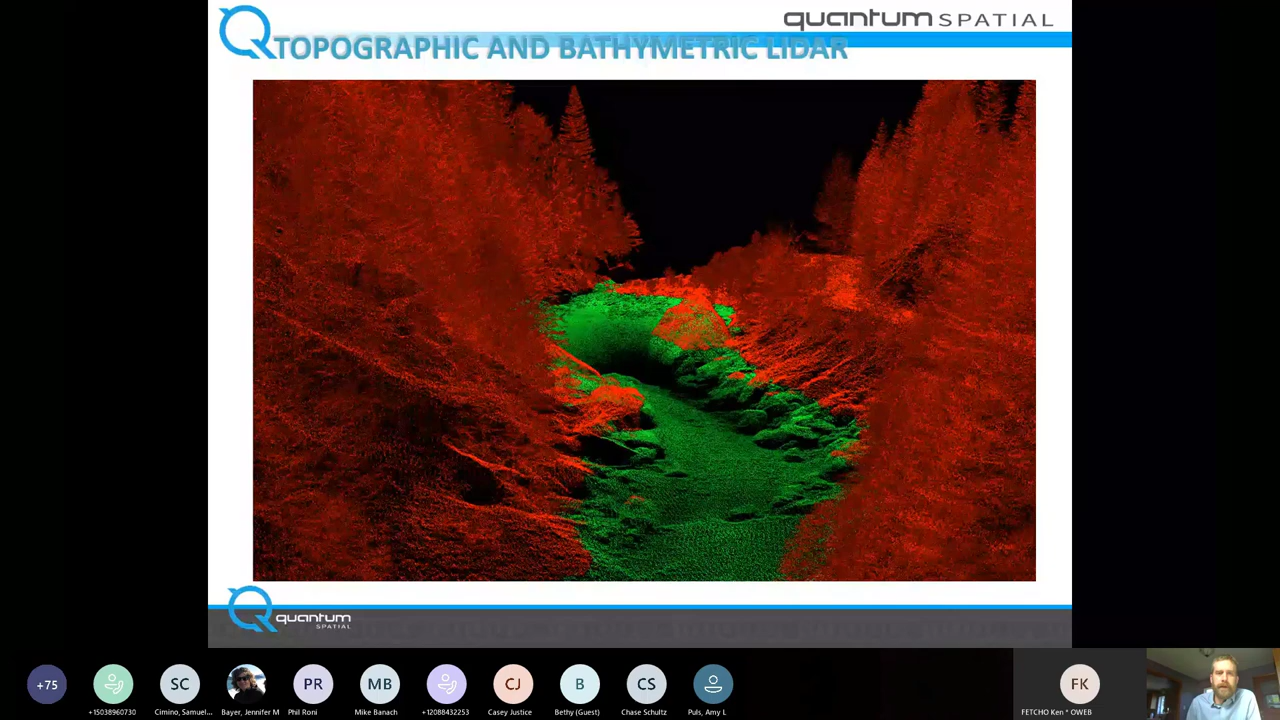 quantum SPATIAL
TOPOGRAPHIC AND BATHYMETRIC LIDAR
quantum
SPATIAL
+75
SC
PR
MB
CJ
B
CS
FK
+15038960730
Cimino, Samuel...
Bayer, Jennifer M
Phil Roni
Mike Banach
+12088432253
Casey Justice
Bethy (Guest)
Chase Schultz
Puls, Amy L
FETCHO Ken * OWEB